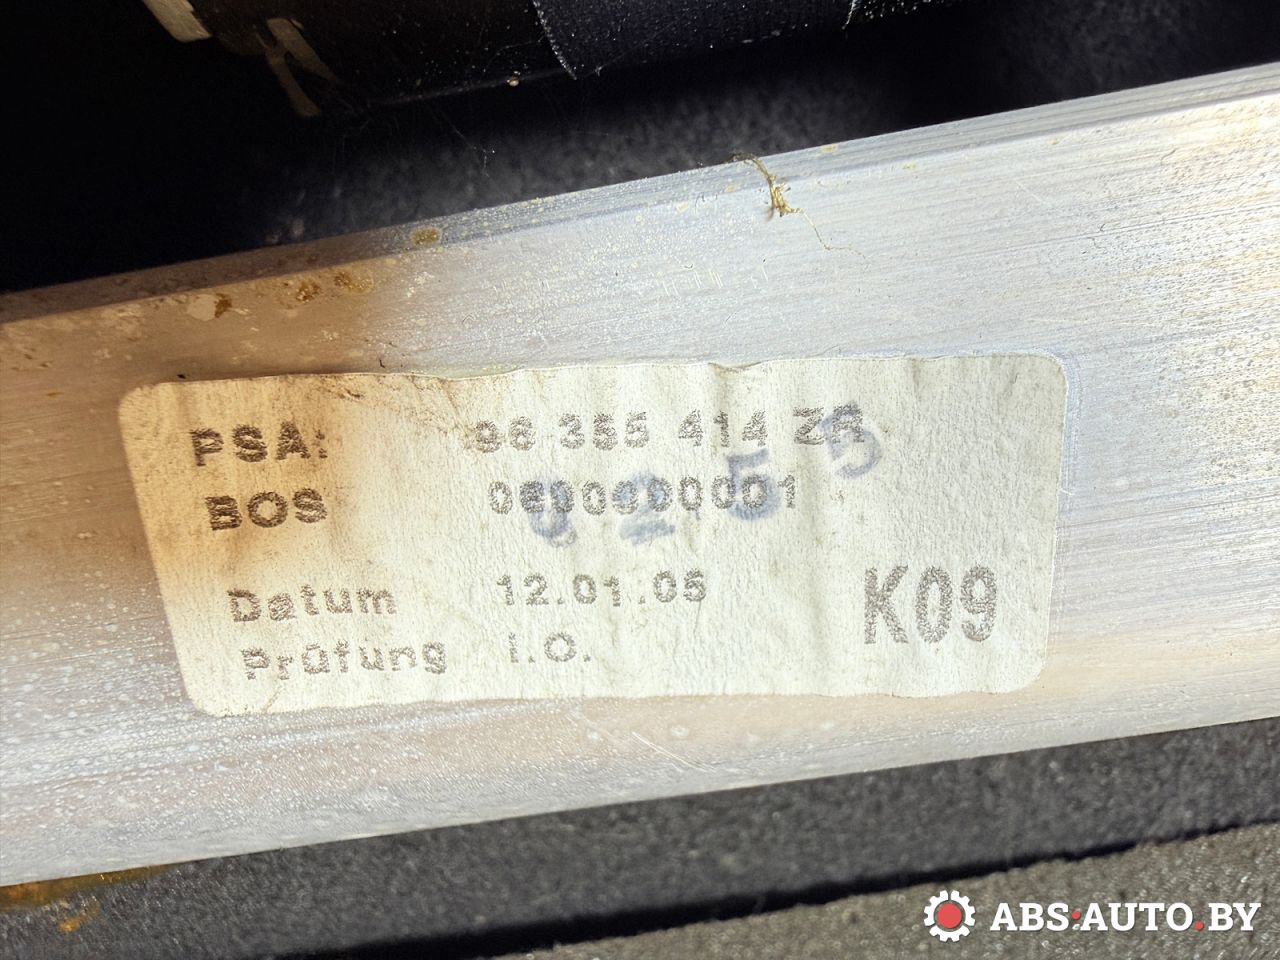 PSA: 96 355 414 ZR
BOS 0600000001
Datum 12.01.05
Prüfung i.O.
K09
ABS:AUTO.BY